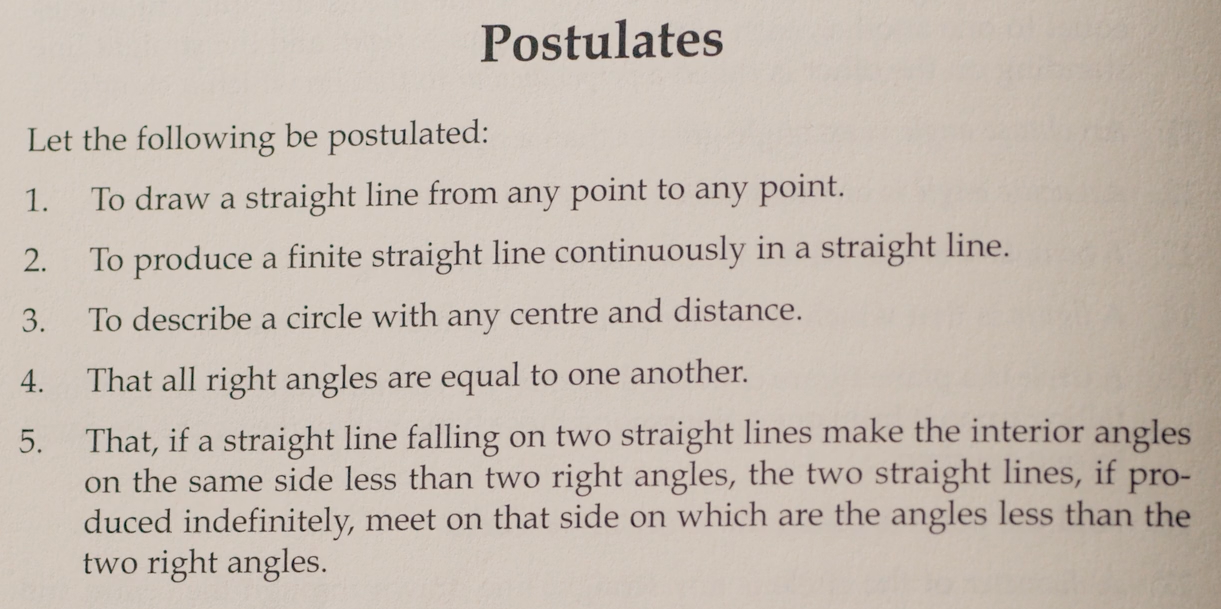 Postulates
Let the following be postulated:
1. To draw a straight line from any point to any point.
2. To produce a finite straight line continuously in a straight line.
3. To describe a circle with any centre and distance.
4. That all right angles are equal to one another.
5. That, if a straight line falling on two straight lines make the interior angles
on the same side less than two right angles, the two straight lines, if pro-
duced indefinitely, meet on that side on which are the angles less than the
two right angles.